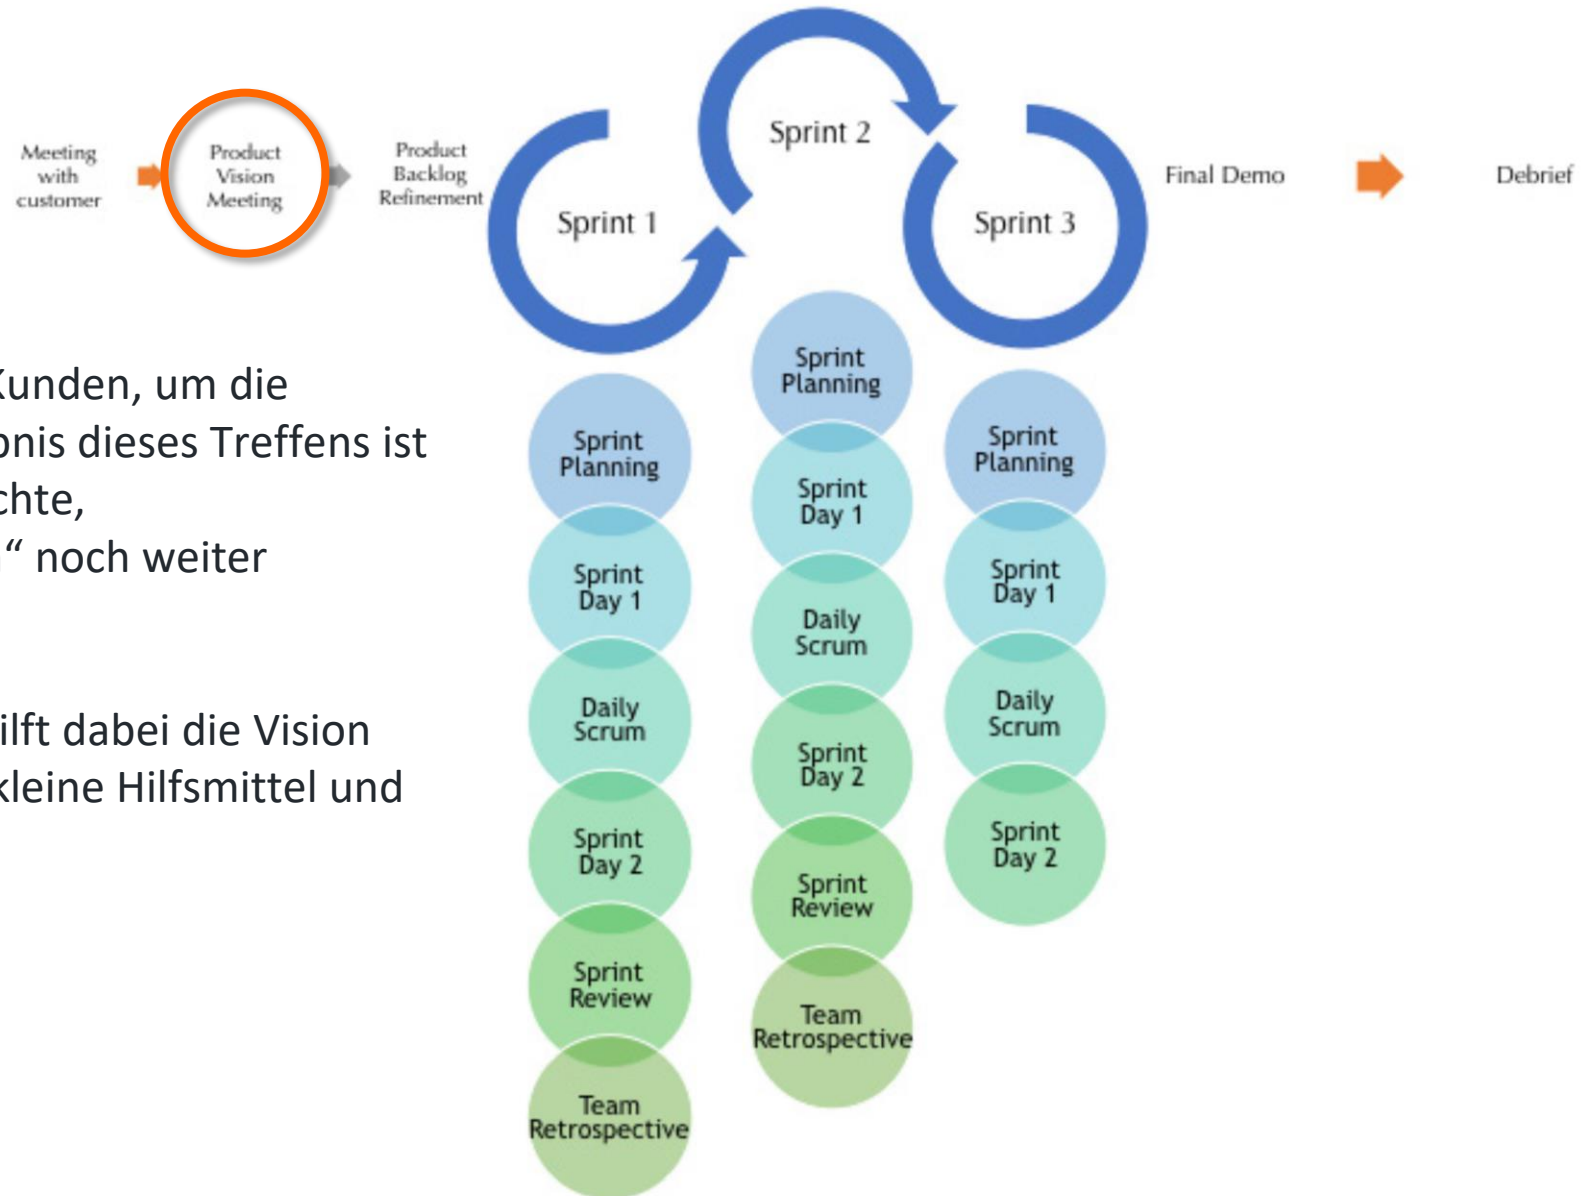 Meeting
with
customer
Product
Vision
Meeting
Product
Backlog
Refinement
Sprint 1
Sprint 2
Sprint 3
Final Demo
Debrief
Kunden, um die
bnis dieses Treffens ist
chte,
“ noch weiter
ilft dabei die Vision
kleine Hilfsmittel und
Sprint
Planning
Sprint
Day 1
Daily
Scrum
Sprint
Day 2
Sprint
Review
Team
Retrospective
Sprint
Planning
Sprint
Day 1
Daily
Scrum
Sprint
Day 2
Sprint
Review
Team
Retrospective
Sprint
Planning
Sprint
Day 1
Daily
Scrum
Sprint
Day 2